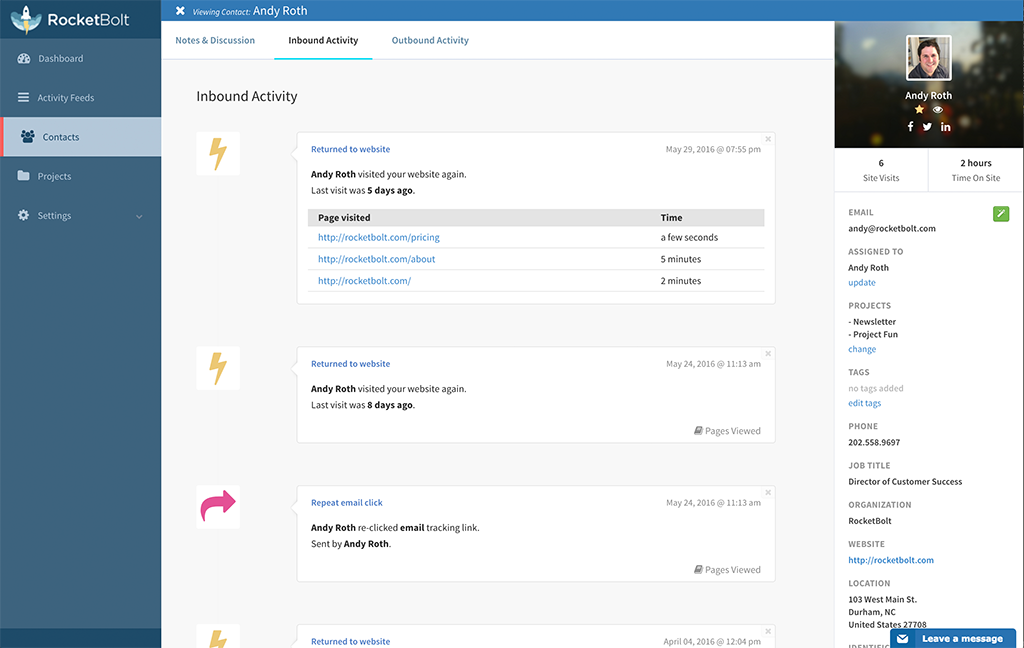 RocketBolt
Viewing Contact: Andy Roth
Dashboard
Activity Feeds
Contacts
Projects
Settings
Notes & Discussion
Inbound Activity
Outbound Activity
Inbound Activity
Returned to website
May 29, 2016 @ 07:55 pm
Andy Roth visited your website again.
Last visit was 5 days ago.
Page visited Time
http://rocketbolt.com/pricing a few seconds
http://rocketbolt.com/about 5 minutes
http://rocketbolt.com/ 2 minutes
Returned to website
May 24, 2016 @ 11:13 am
Andy Roth visited your website again.
Last visit was 8 days ago.
Pages Viewed
Repeat email click
May 24, 2016 @ 11:13 am
Andy Roth re-clicked email tracking link.
Sent by Andy Roth.
Pages Viewed
Returned to website
April 04, 2016 @ 12:04 pm
Andy Roth
6
Site Visits
2 hours
Time On Site
EMAIL
andy@rocketbolt.com
ASSIGNED TO
Andy Roth
update
PROJECTS
- Newsletter
- Project Fun
change
TAGS
no tags added
edit tags
PHONE
202.558.9697
JOB TITLE
Director of Customer Success
ORGANIZATION
RocketBolt
WEBSITE
http://rocketbolt.com
LOCATION
103 West Main St.
Durham, NC
United States 27708
Leave a message